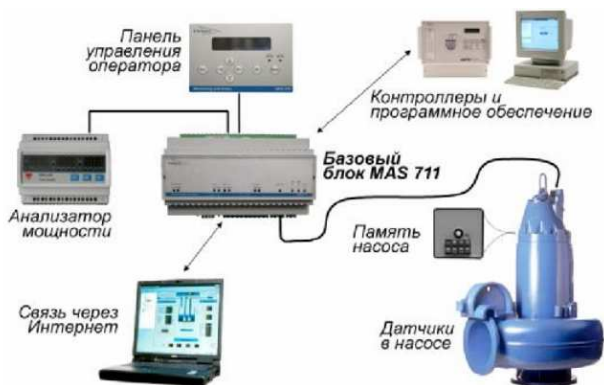 Панель
управления
оператора
Контроллеры и
программное обеспечение
Базовый
блок MAS 711
Анализатор
мощности
Память
насоса
Связь через
Интернет
Датчики
в насосе